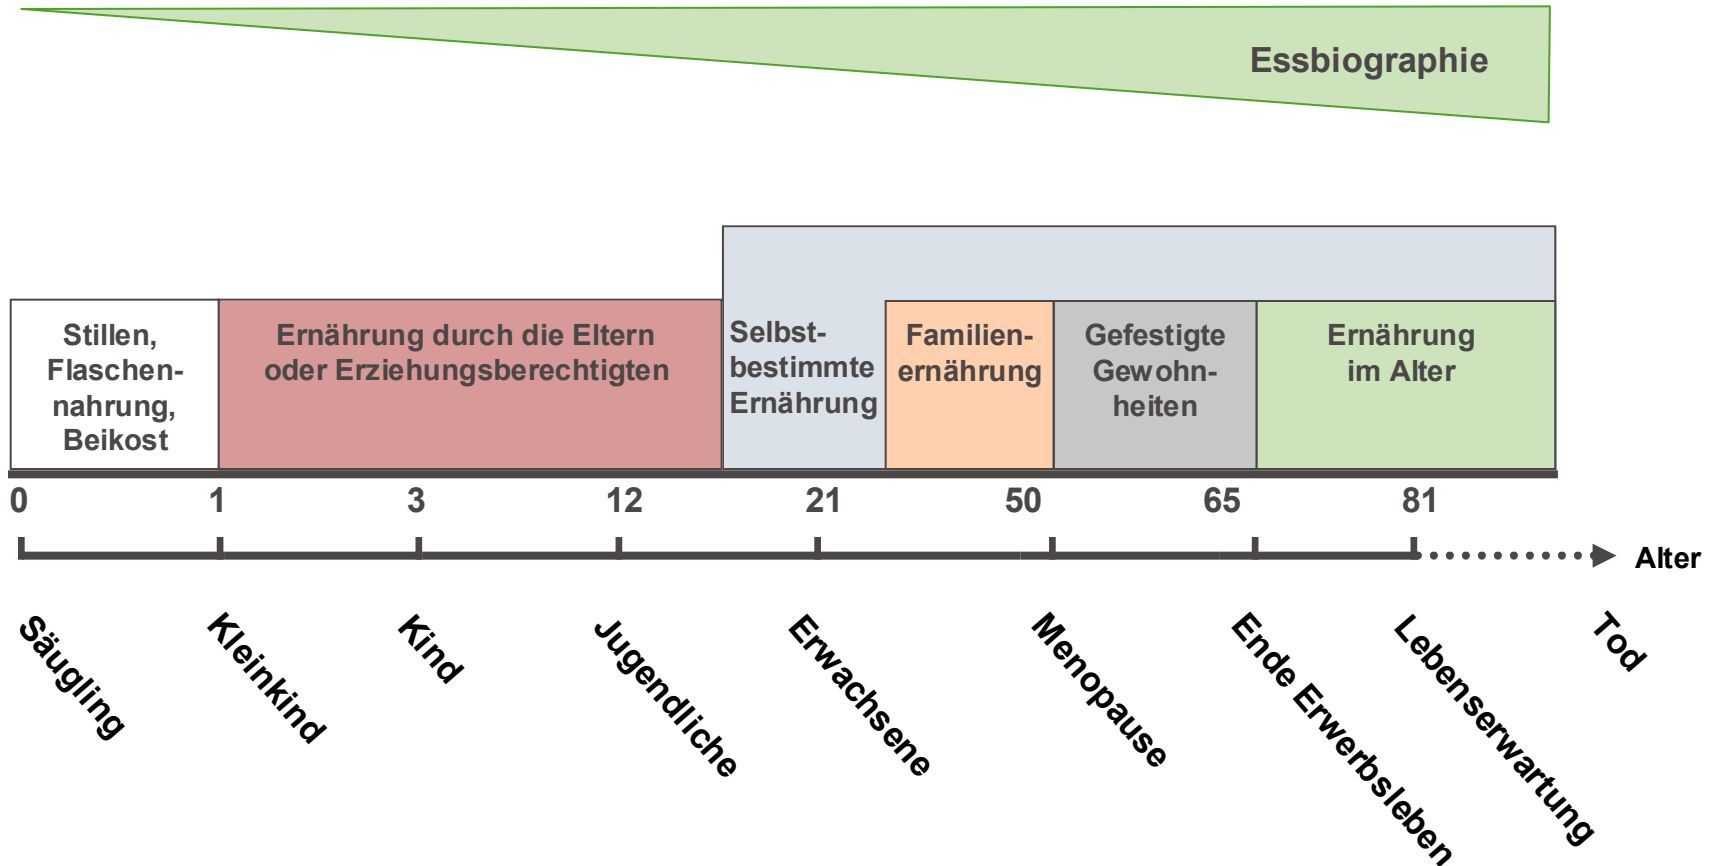 Essbiographie
Stillen,
Flaschen-
nahrung,
Beikost
Ernährung durch die Eltern
oder Erziehungsberechtigten
Selbst-
bestimmte
Ernährung
Familien-
ernährung
Gefestigte
Gewohn-
heiten
Ernährung
im Alter
0 1 3 12 21 50 65 81
Alter
Säugling
Kleinkind
Kind
Jugendliche
Erwachsene
Menopause
Ende Erwerbsleben
Lebenserwartung
Tod